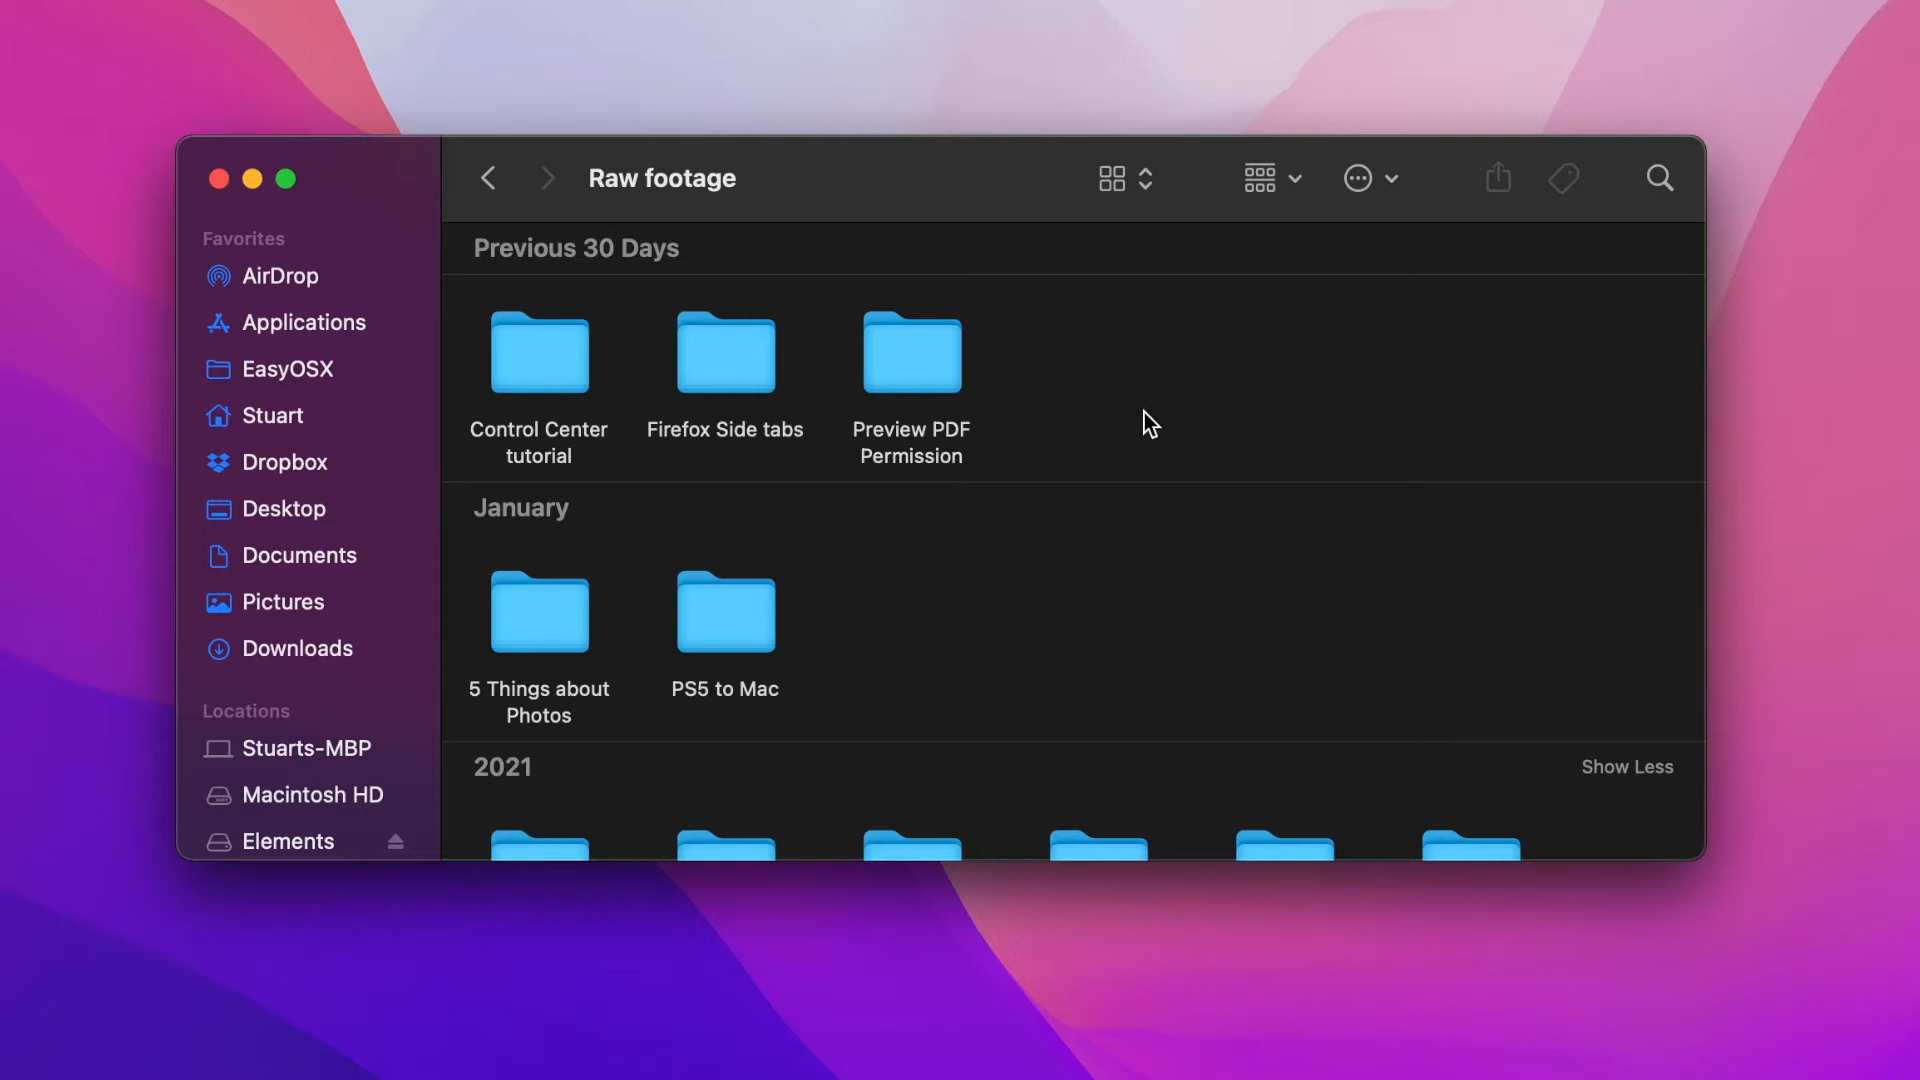 Raw footage
Favorites
AirDrop
Applications
EasyOSX
Stuart
Dropbox
Desktop
Documents
Pictures
Downloads
Locations
Stuarts-MBP
Macintosh HD
Elements
Previous 30 Days
Control Center
tutorial
Firefox Side tabs
Preview PDF
Permission
January
5 Things about
Photos
PS5 to Mac
2021
Show Less